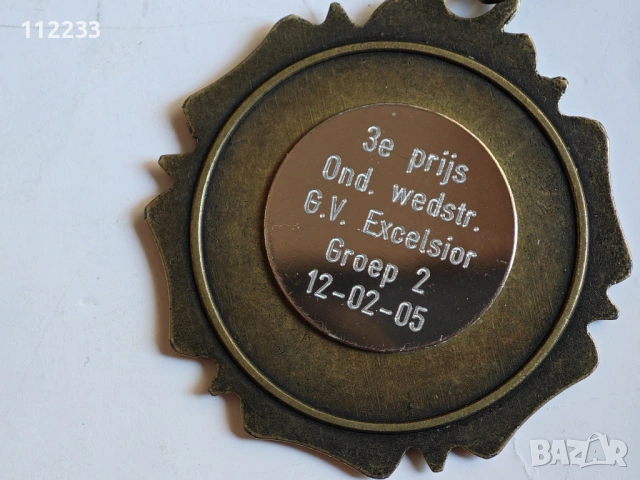 112233
3e prijs
Ond. wedstr.
G.V. Excelsior
Groep 2
12-02-05
BAZAR